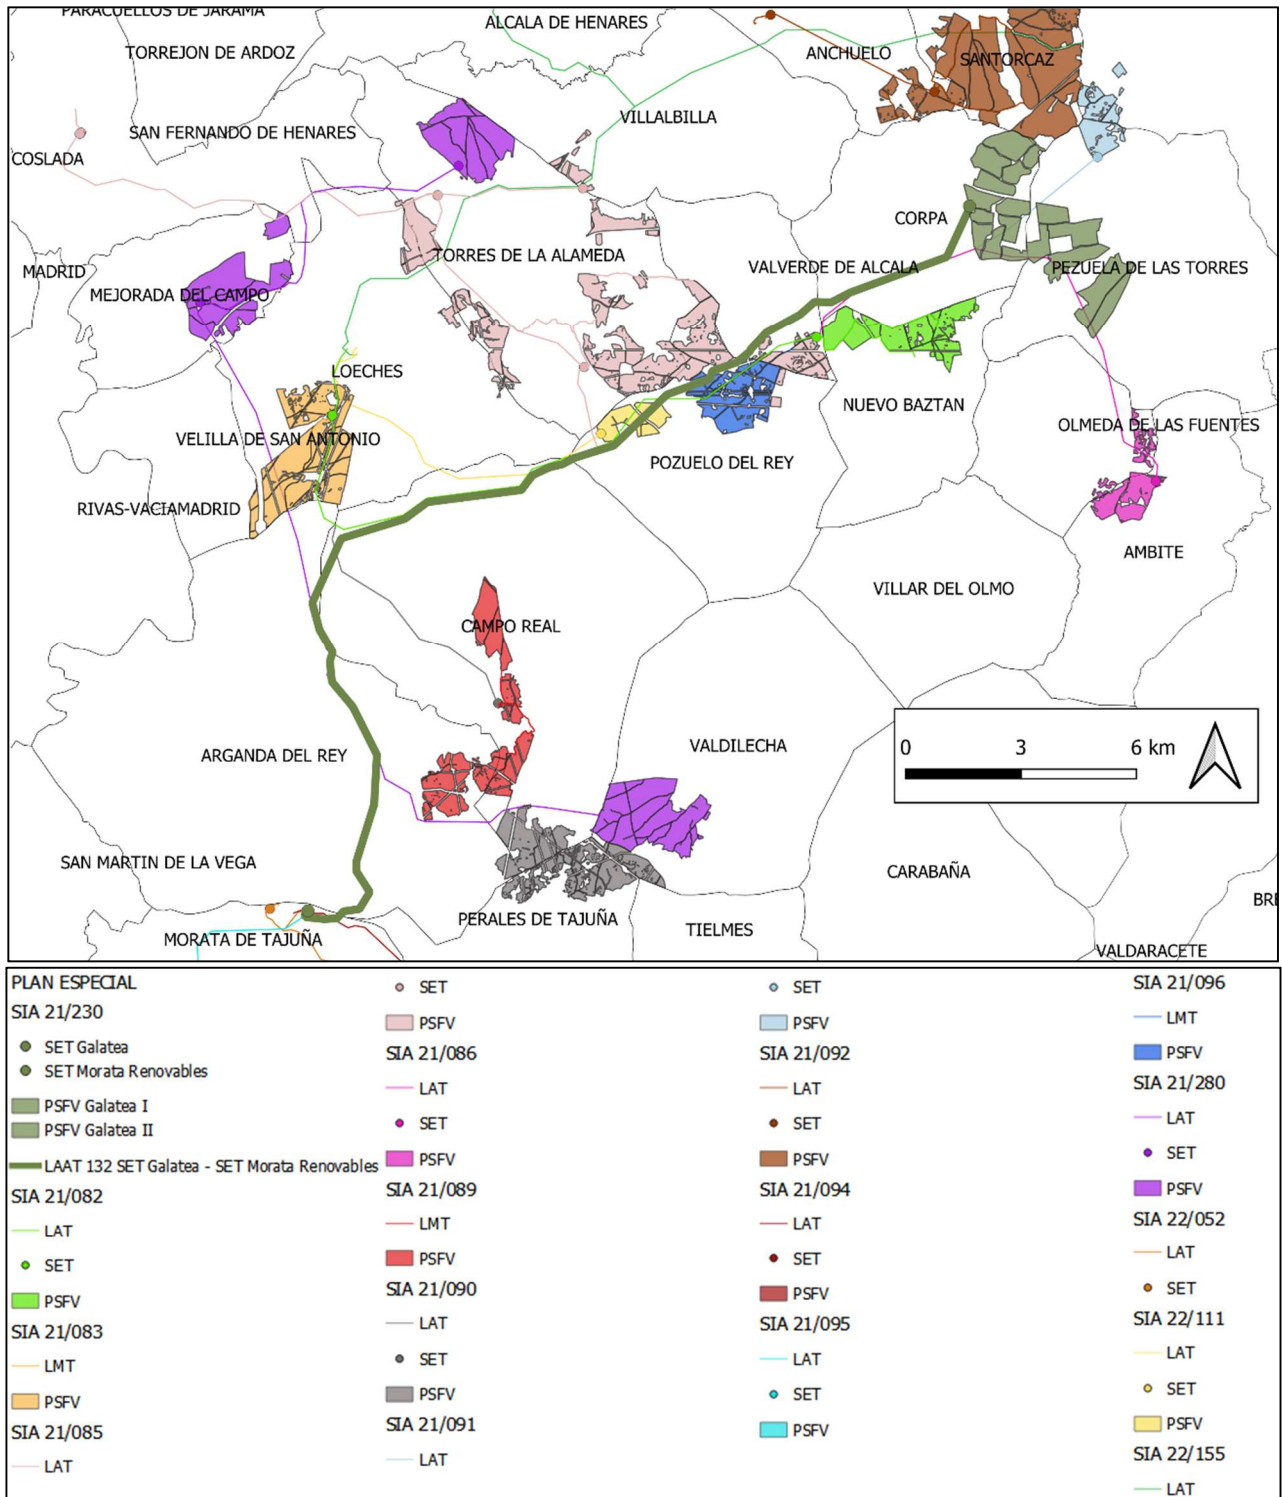 PARACUELLOS DE JARAMA
ALCALA DE HENARES
TORREJON DE ARDOZ
ANCHUELO
SANTORCAZ
VILLALBILLA
SAN FERNANDO DE HENARES
COSLADA
CORPA
TORRES DE LA ALAMEDA
VALVERDE DE ALCALA
PEZUELA DE LAS TORRES
MADRID
MEJORADA DEL CAMPO
LOECHES
NUEVO BAZTAN
OLMEDA DE LAS FUENTES
VELILLA DE SAN ANTONIO
POZUELO DEL REY
RIVAS-VACIAMADRID
AMBITE
VILLAR DEL OLMO
CAMPO REAL
VALDILECHA
ARGANDA DEL REY
0 3 6 km
SAN MARTIN DE LA VEGA
CARABAÑA
BRE
PERALES DE TAJUÑA
TIELMES
MORATA DE TAJUÑA
VALDARACETE
PLAN ESPECIAL
SIA 21/230
SET Galatea
SET Morata Renovables
PSFV Galatea I
PSFV Galatea II
LAAT 132 SET Galatea - SET Morata Renovables
SIA 21/082
LAT
SET
PSFV
SIA 21/083
LMT
PSFV
SIA 21/085
LAT
SET
PSFV
SIA 21/086
LAT
SET
PSFV
SIA 21/089
LMT
PSFV
SIA 21/090
LAT
SET
PSFV
SIA 21/091
LAT
SET
PSFV
SIA 21/092
LAT
SET
PSFV
SIA 21/094
LAT
SET
PSFV
SIA 21/095
LAT
SET
PSFV
SIA 21/096
LMT
PSFV
SIA 21/280
LAT
SET
PSFV
SIA 22/052
LAT
SET
SIA 22/111
LAT
SET
PSFV
SIA 22/155
LAT